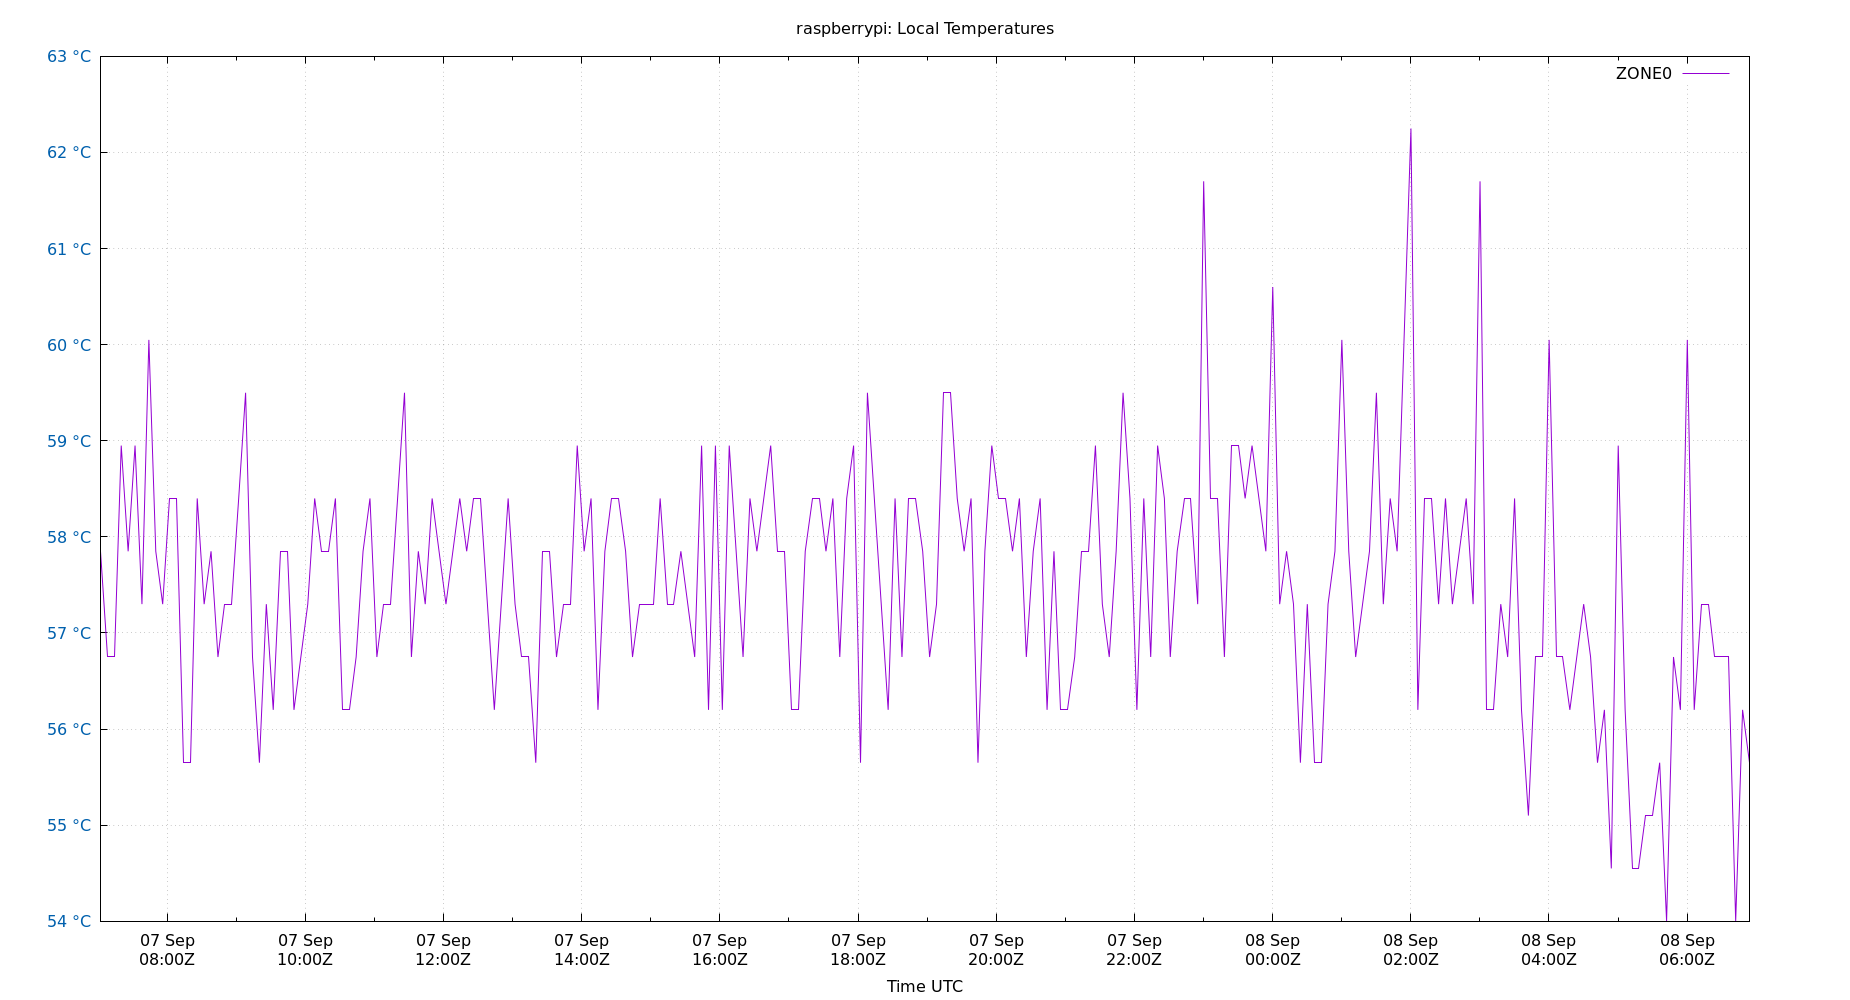 raspberrypi: Local Temperatures
63 °C
ZONE0
62 °C
61 °C
60 °C
59 °C
58 °C
57 °C
56 °C
55 °C
54 °C
07 Sep 07 Sep 07 Sep 07 Sep 07 Sep 07 Sep 07 Sep 07 Sep 08 Sep 08 Sep 08 Sep 08 Sep
08:00Z 10:00Z 12:00Z 14:00Z 16:00Z 18:00Z 20:00Z 22:00Z 00:00Z 02:00Z 04:00Z 06:00Z
Time UTC